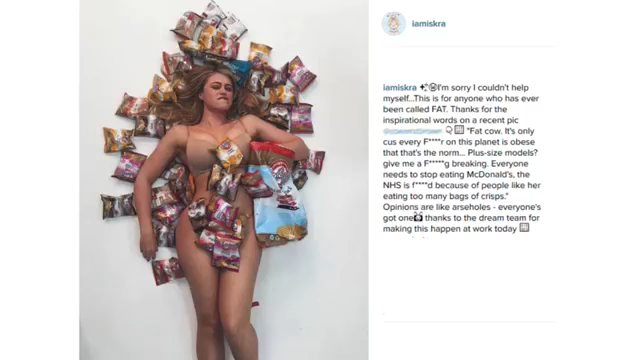 iamiskra
iamiskra ✨😩I'm sorry I couldn't help
myself...This is for anyone who has ever
been called FAT. Thanks for the
inspirational words on a recent pic
"Fat cow. It's only
cus every F****r on this planet is obese
that that's the norm... Plus-size models?
give me a F****g breaking. Everyone
needs to stop eating McDonald's, the
NHS is f***d because of people like her
eating too many bags of crisps."
Opinions are like arseholes - everyone's
got one thanks to the dream team for
making this happen at work today